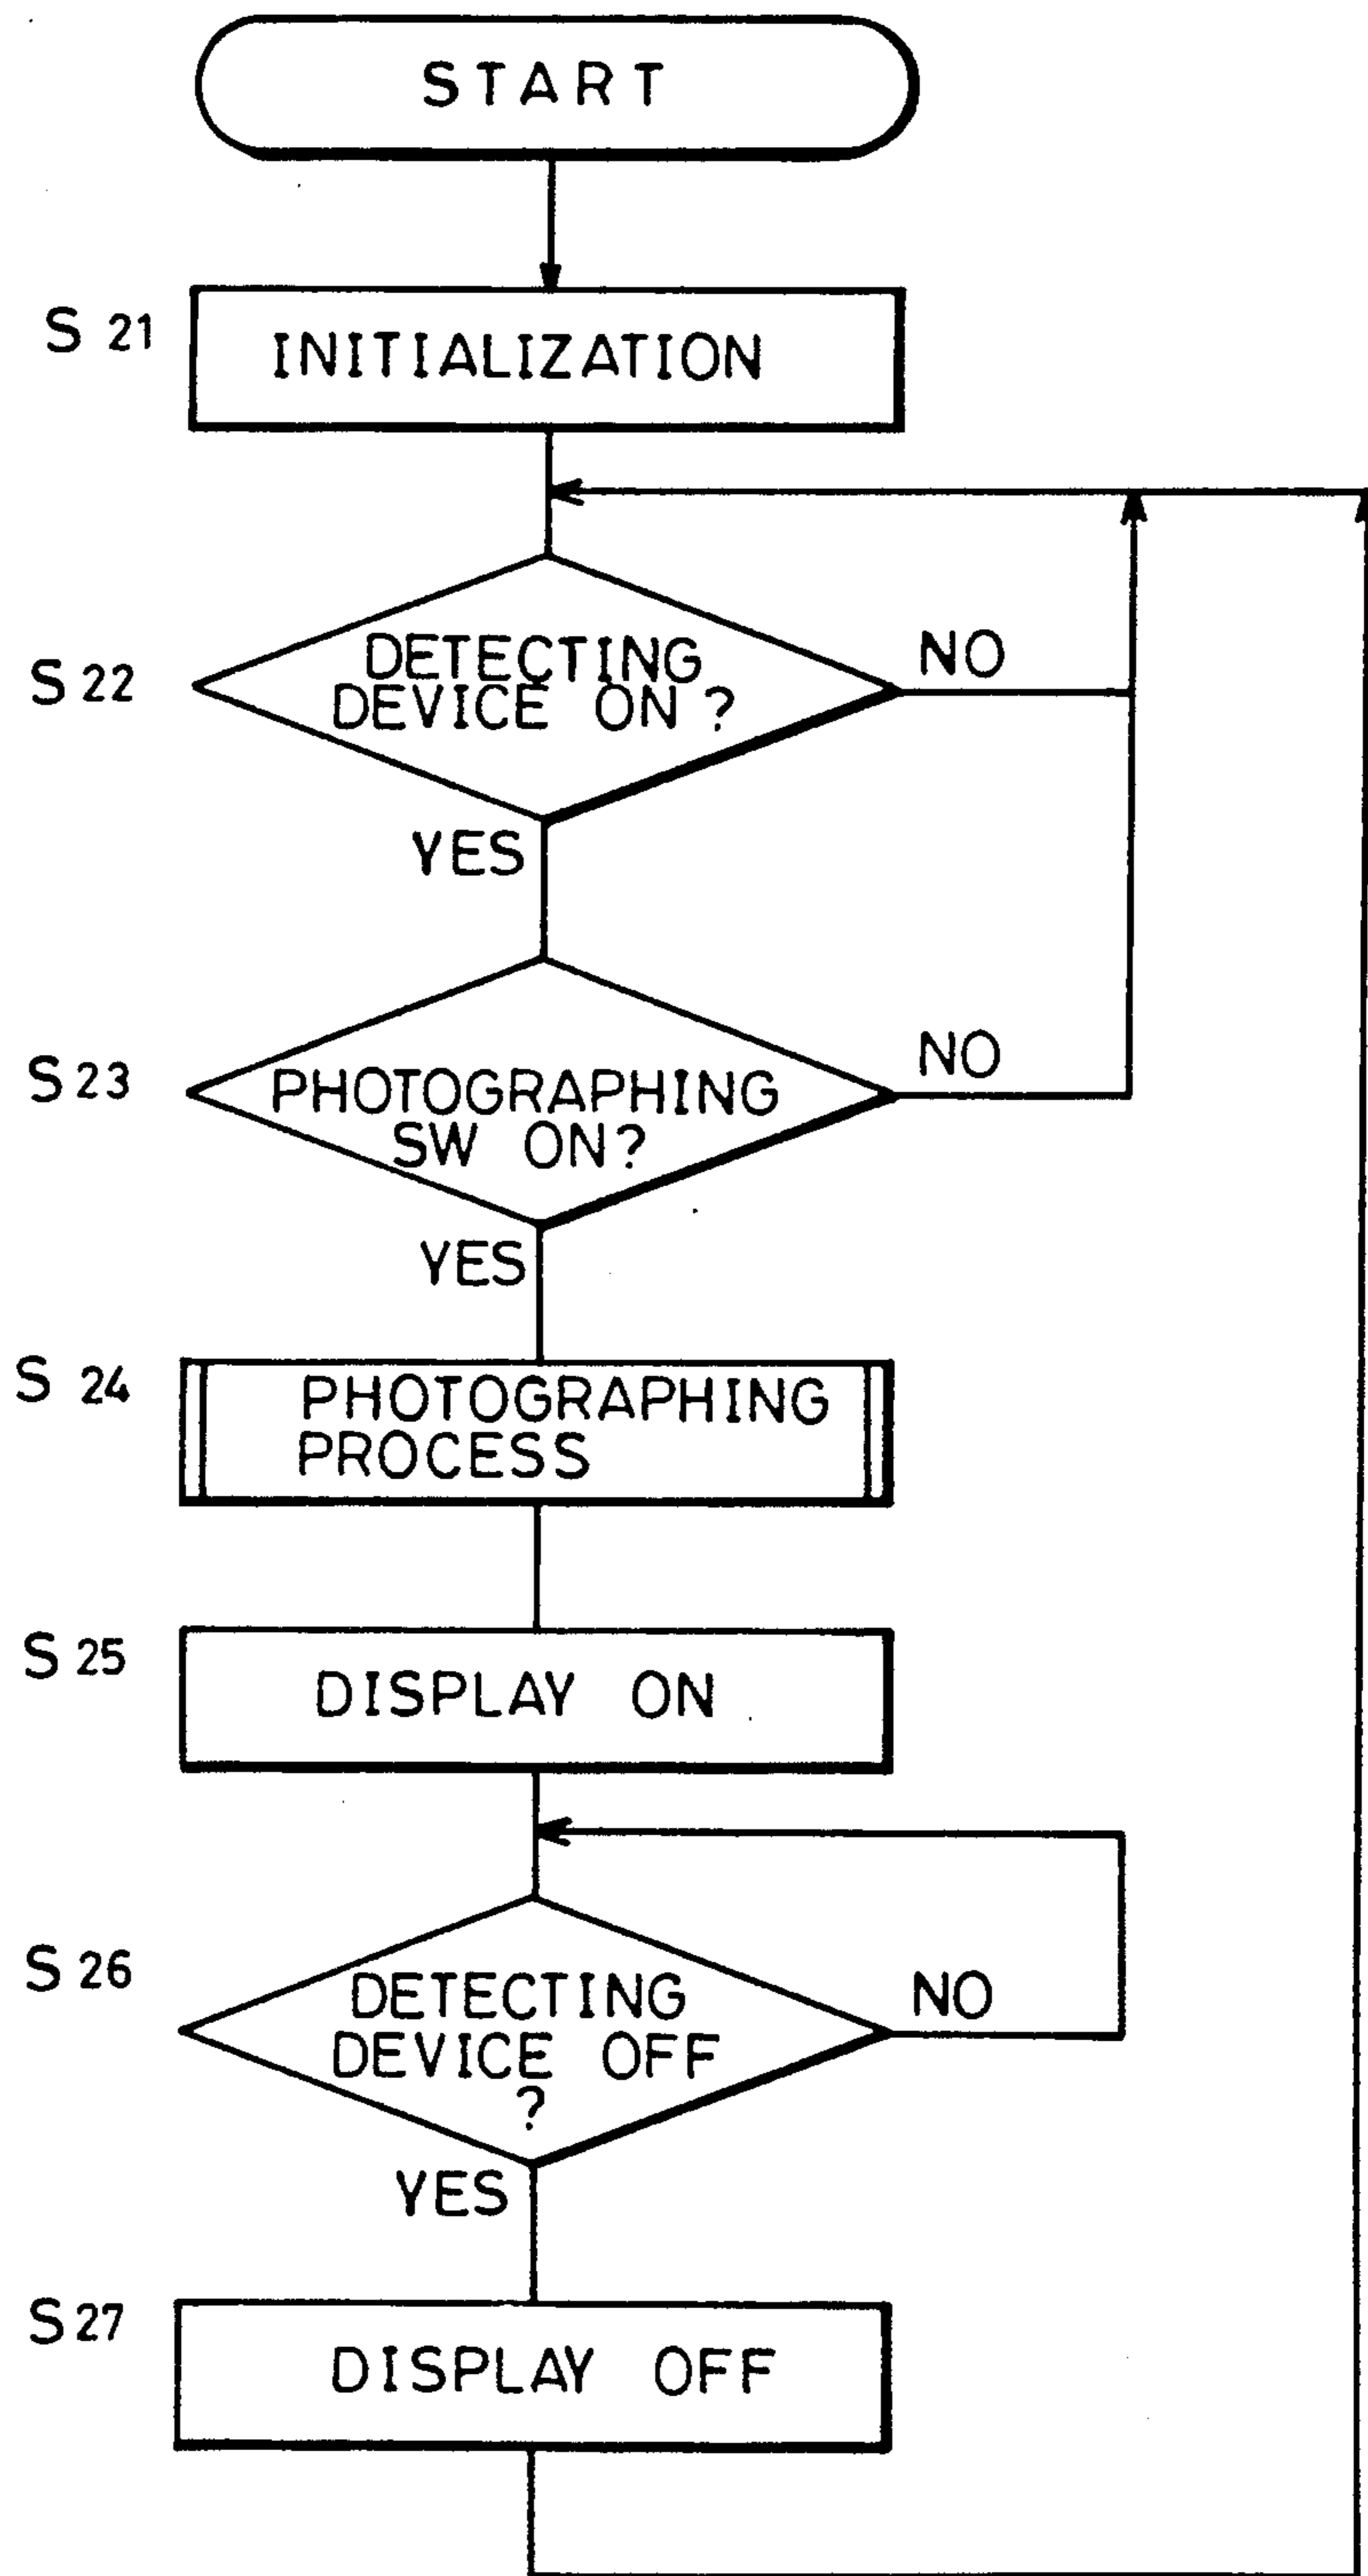 START
S 21
INITIALIZATION
S 22
DETECTING
DEVICE ON ?
NO
YES
S 23
PHOTOGRAPHING
SW ON?
NO
YES
S 24
PHOTOGRAPHING
PROCESS
S 25
DISPLAY ON
S 26
DETECTING
DEVICE OFF
?
NO
YES
S 27
DISPLAY OFF